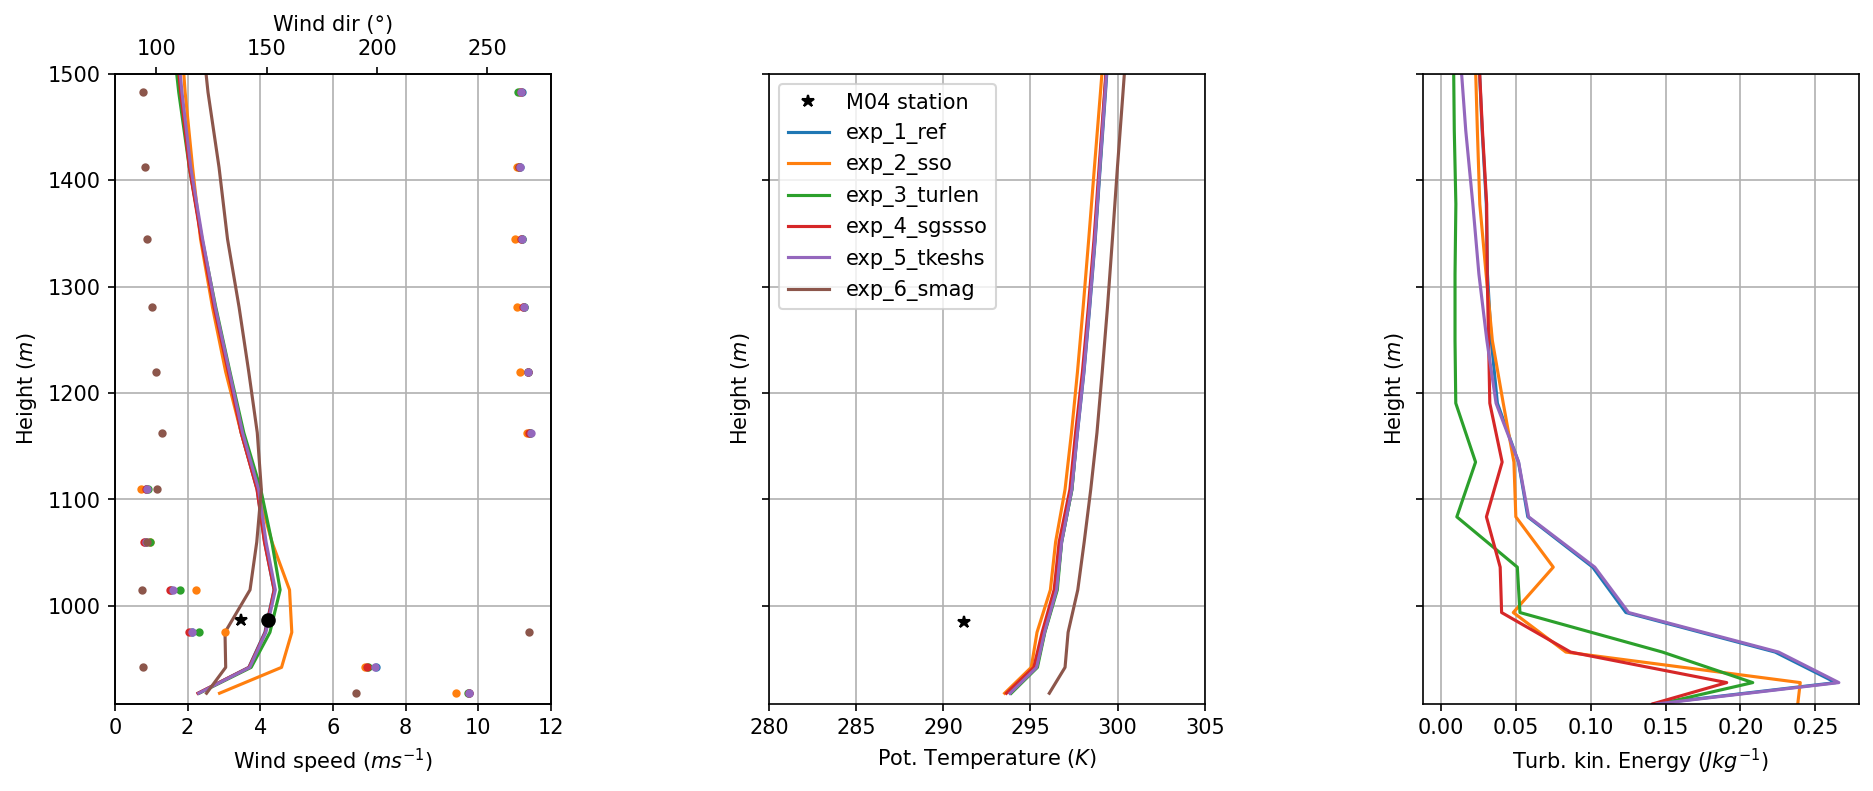 Wind dir (°)
100 150 200 250
1500
1400
1300
1200
1100
1000
Height (m)
0 2 4 6 8 10 12
Wind speed (ms⁻¹)
M04 station
exp_1_ref
exp_2_sso
exp_3_turlen
exp_4_sgssso
exp_5_tkeshs
exp_6_smag
Height (m)
280 285 290 295 300 305
Pot. Temperature (K)
Height (m)
0.00 0.05 0.10 0.15 0.20 0.25
Turb. kin. Energy (Jkg⁻¹)